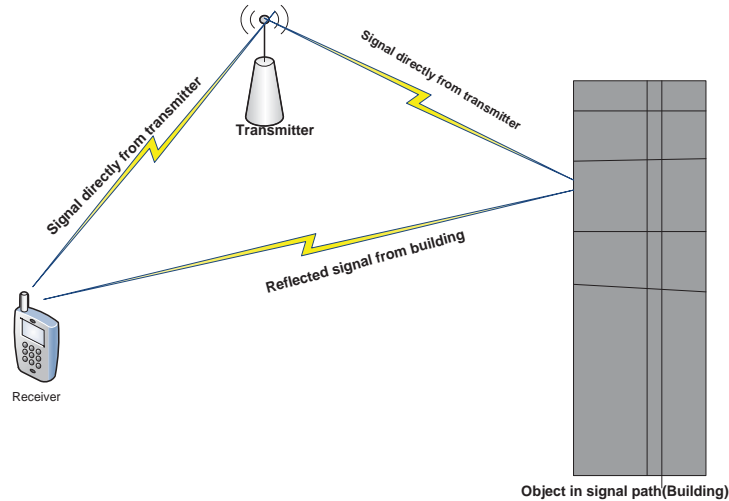 Signal directly from transmitter
Signal directly from transmitter
Transmitter
Reflected signal from building
Receiver
Object in signal path(Building)